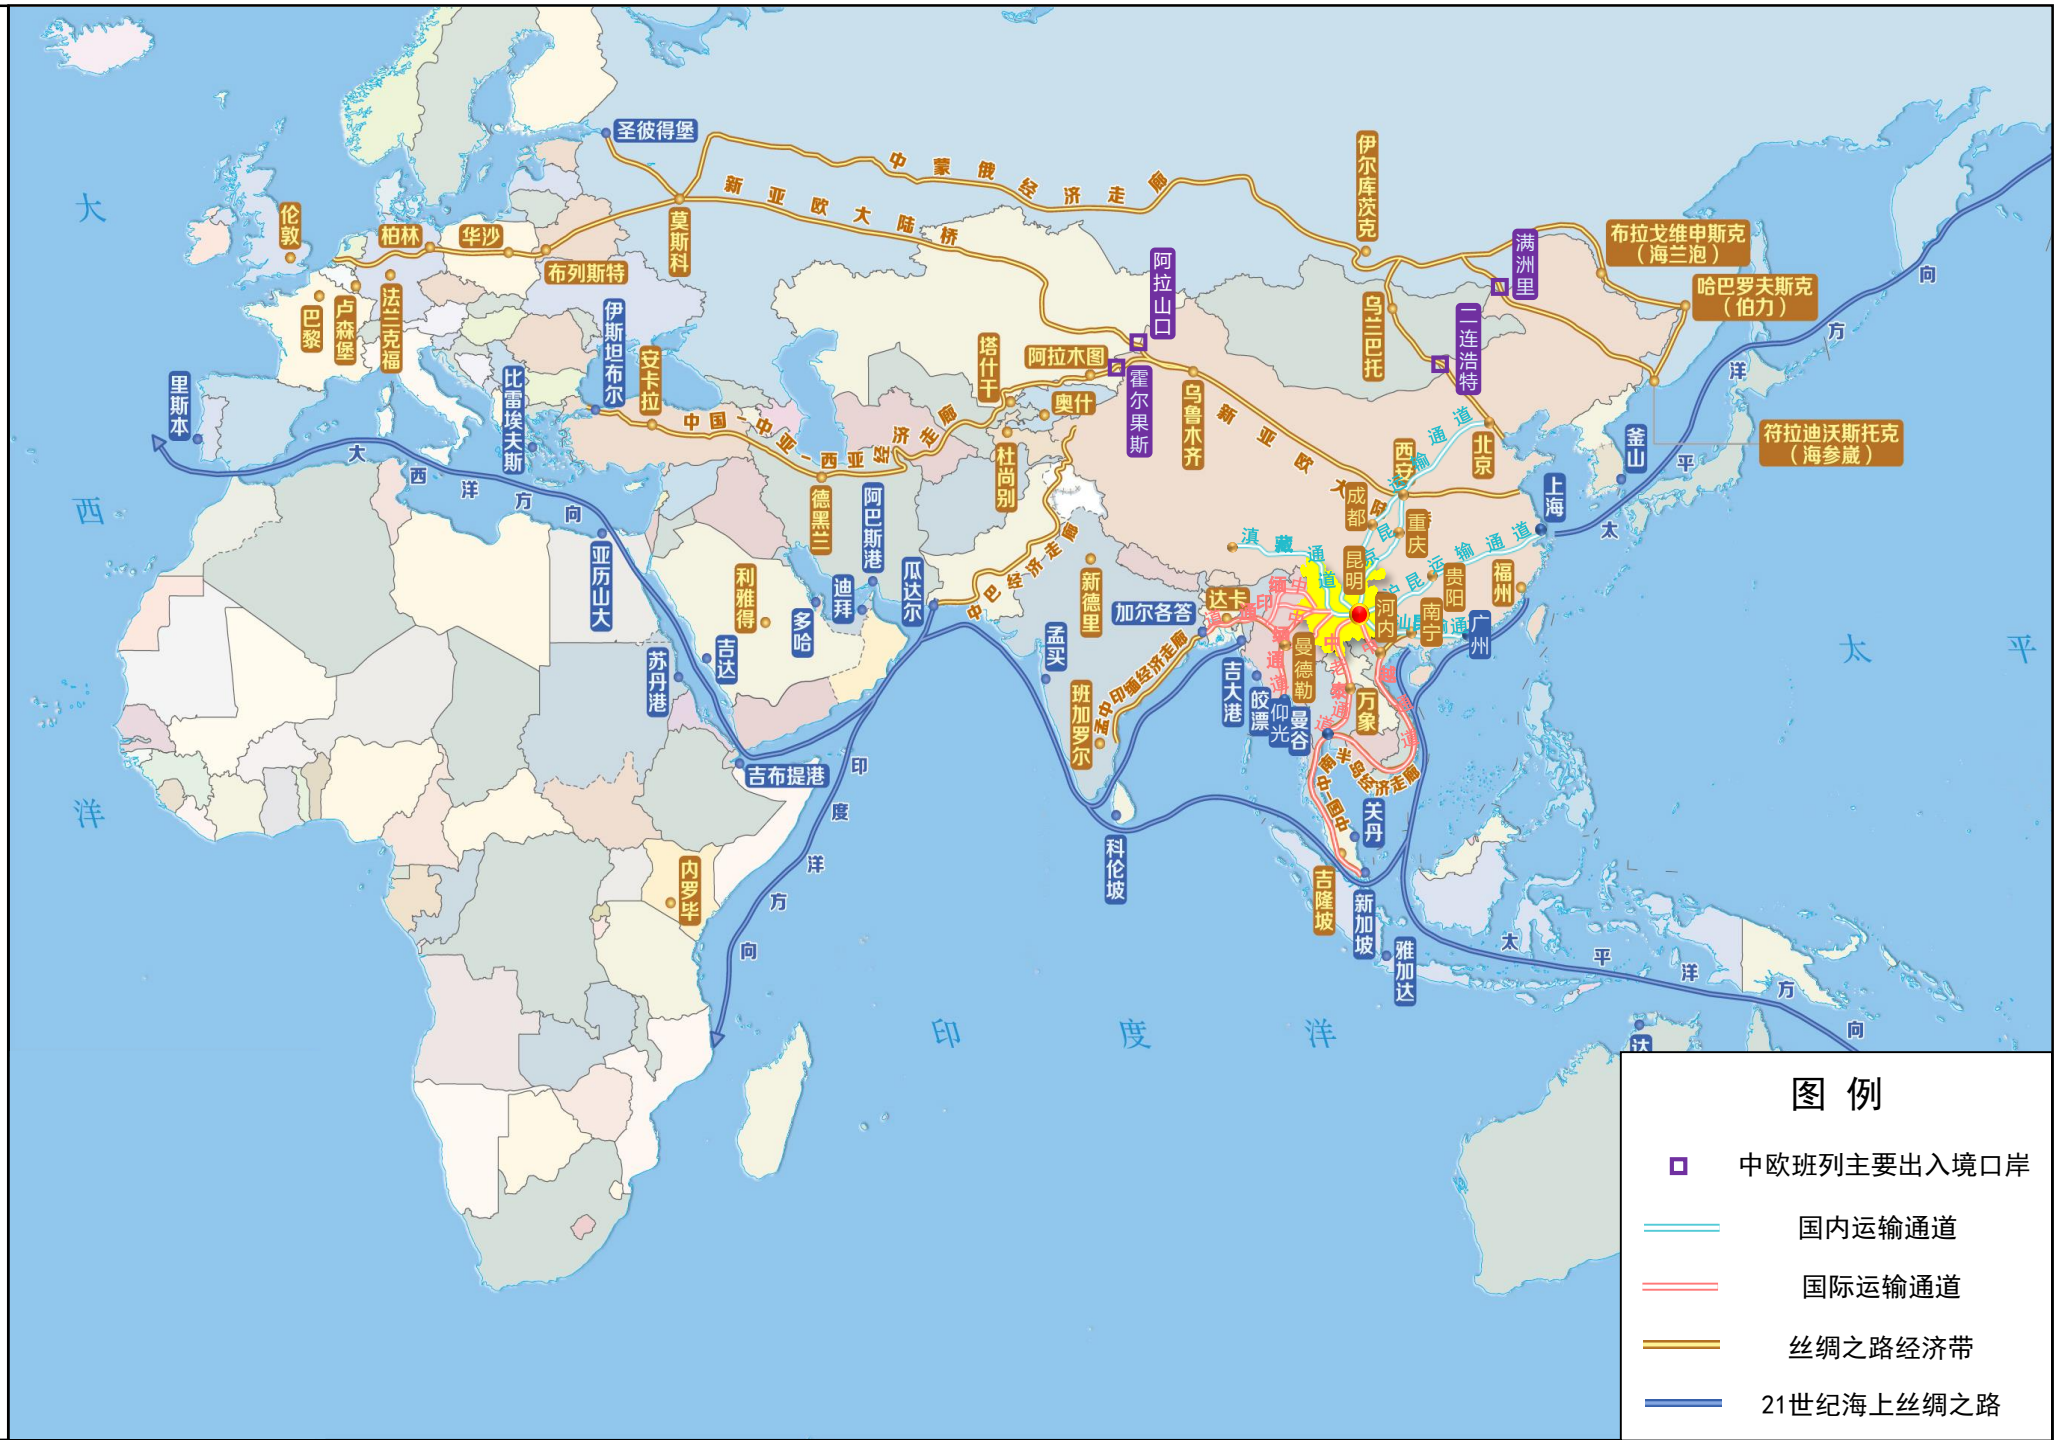 圣彼得堡
伦敦
柏林
华沙
莫斯科
布列斯特
巴黎
卢森堡
法兰克福
里斯本
比雷埃夫斯
伊斯坦布尔
安卡拉
中蒙俄经济走廊
新亚欧大陆桥
伊尔库茨克
满洲里
布拉戈维申斯克
（海兰泡）
哈巴罗夫斯克
（伯力）
阿拉山口
乌兰巴托
二连浩特
塔什干
阿拉木图
霍尔果斯
奥什
乌鲁木齐
杜尚别
北京
西安
釜山
符拉迪沃斯托克
（海参崴）
中国-中亚-西亚经济走廊
新亚欧大陆
运输通道
德黑兰
阿巴斯港
成都
重庆
上海
大西洋方向
亚历山大
利雅得
多哈
迪拜
瓜达尔
中巴经济走廊
新德里
滇藏通道
昆明
沪昆运输通道
贵阳
福州
吉达
苏丹港
孟买
加尔各答
达卡
河内
南宁
广州
孟中印缅经济走廊
吉大港
皎漂
仰光
曼德勒
曼谷
万象
中老泰通道
班加罗尔
吉布提港
科伦坡
中国-中南半岛经济走廊
关丹
吉隆坡
新加坡
雅加达
内罗毕
印度洋方向
太平洋方向
太平洋方向
大西洋
印度洋
太平
达
图例
中欧班列主要出入境口岸
国内运输通道
国际运输通道
丝绸之路经济带
21世纪海上丝绸之路